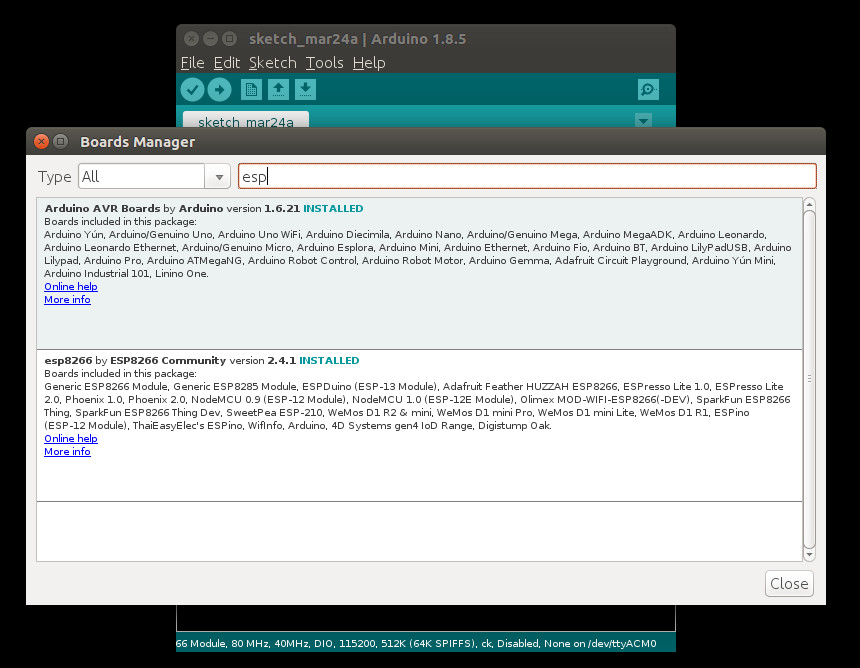 sketch_mar24a | Arduino 1.8.5
File Edit Sketch Tools Help
sketch_mar24a
Boards Manager
Type All esp
Arduino AVR Boards by Arduino version 1.6.21 INSTALLED
Boards included in this package:
Arduino Yún, Arduino/Genuino Uno, Arduino Uno WiFi, Arduino Diecimila, Arduino Nano, Arduino/Genuino Mega, Arduino MegaADK, Arduino Leonardo,
Arduino Leonardo Ethernet, Arduino/Genuino Micro, Arduino Esplora, Arduino Mini, Arduino Ethernet, Arduino Fio, Arduino BT, Arduino LilyPadUSB, Arduino
Lilypad, Arduino Pro, Arduino ATMegaNG, Arduino Robot Control, Arduino Robot Motor, Arduino Gemma, Adafruit Circuit Playground, Arduino Yún Mini,
Arduino Industrial 101, Linino One.
Online help
More info
esp8266 by ESP8266 Community version 2.4.1 INSTALLED
Boards included in this package:
Generic ESP8266 Module, Generic ESP8285 Module, ESPDuino (ESP-13 Module), Adafruit Feather HUZZAH ESP8266, ESPresso Lite 1.0, ESPresso Lite
2.0, Phoenix 1.0, Phoenix 2.0, NodeMCU 0.9 (ESP-12 Module), NodeMCU 1.0 (ESP-12E Module), Olimex MOD-WIFI-ESP8266(-DEV), SparkFun ESP8266
Thing, SparkFun ESP8266 Thing Dev, SweetPea ESP-210, WeMos D1 R2 & mini, WeMos D1 mini Pro, WeMos D1 mini Lite, WeMos D1 R1, ESPino
(ESP-12 Module), ThaiEasyElec's ESPino, WifInfo, Arduino, 4D Systems gen4 IoD Range, Digistump Oak.
Online help
More info
Close
66 Module, 80 MHz, 40MHz, DIO, 115200, 512K (64K SPIFFS), ck, Disabled, None on /dev/ttyACM0